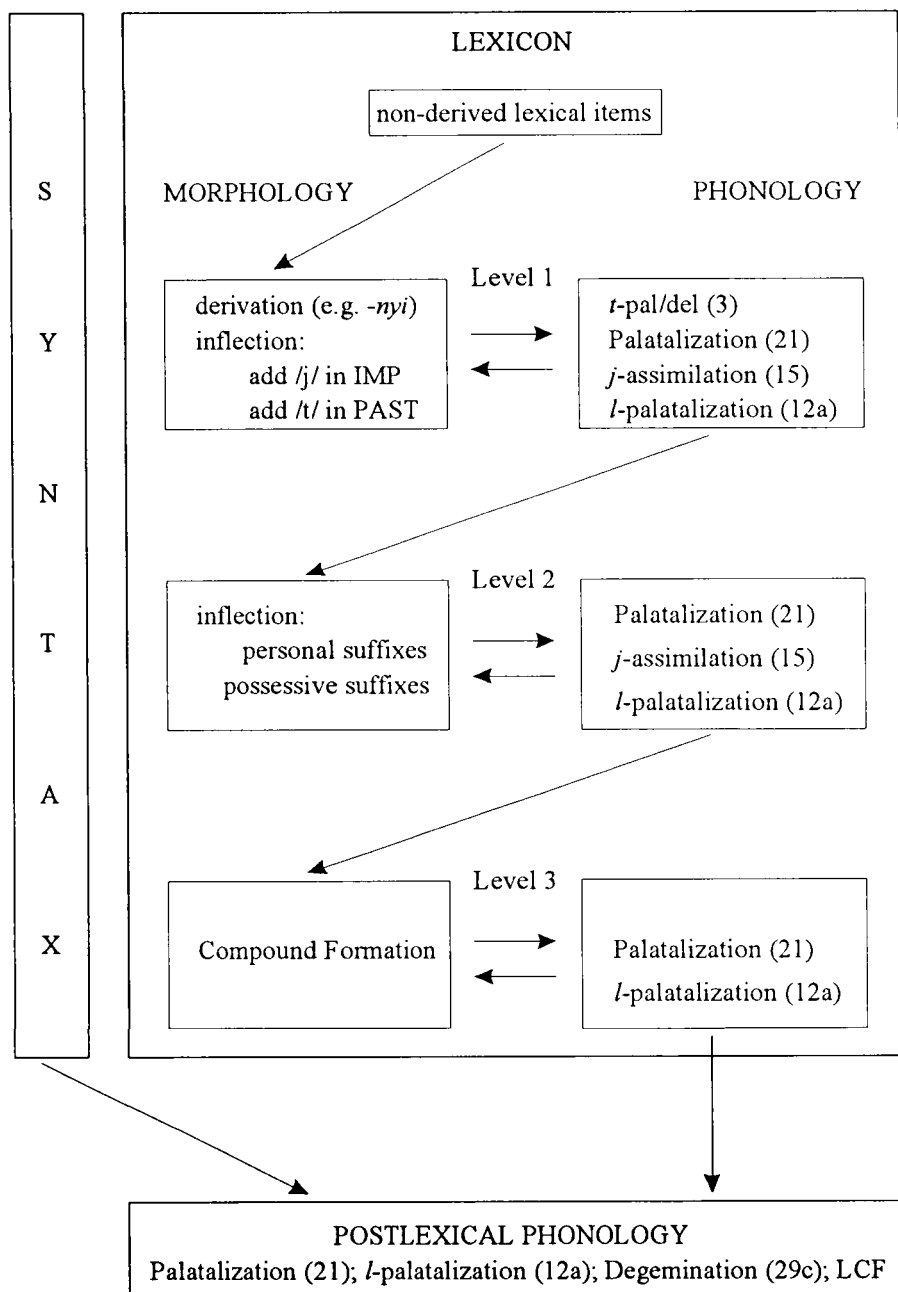 S
Y
N
T
A
X
LEXICON
non-derived lexical items
MORPHOLOGY
PHONOLOGY
Level 1
derivation (e.g. -nyi)
inflection:
add /j/ in IMP
add /t/ in PAST
t-pal/del (3)
Palatalization (21)
j-assimilation (15)
l-palatalization (12a)
Level 2
inflection:
personal suffixes
possessive suffixes
Palatalization (21)
j-assimilation (15)
l-palatalization (12a)
Level 3
Compound Formation
Palatalization (21)
l-palatalization (12a)
POSTLEXICAL PHONOLOGY
Palatalization (21); l-palatalization (12a); Degemination (29c); LCF